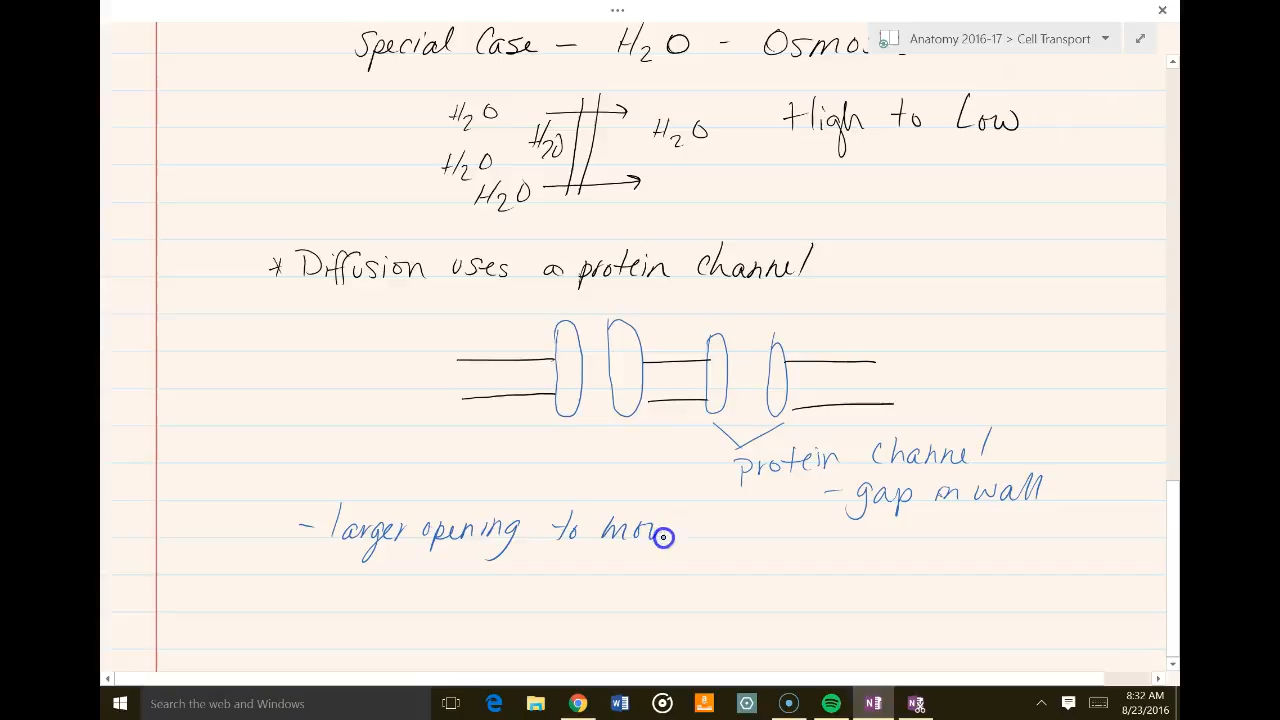 Special Case - H2O - Osmos
Anatomy 2016-17 > Cell Transport
H2O
H2O
H2O
High to Low
H2O
H2O
* Diffusion uses a protein channel
protein channel
- gap in wall
- larger opening to mov
Search the web and Windows
8:32 AM
8/23/2016